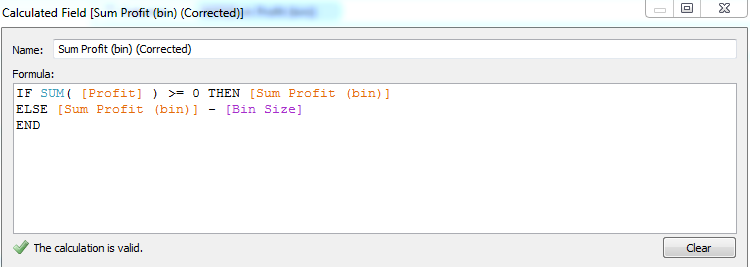 Calculated Field [Sum Profit (bin) (Corrected)]
Name: Sum Profit (bin) (Corrected)
Formula:
IF SUM( [Profit] ) >= 0 THEN [Sum Profit (bin)]
ELSE [Sum Profit (bin)] - [Bin Size]
END
The calculation is valid.
Clear